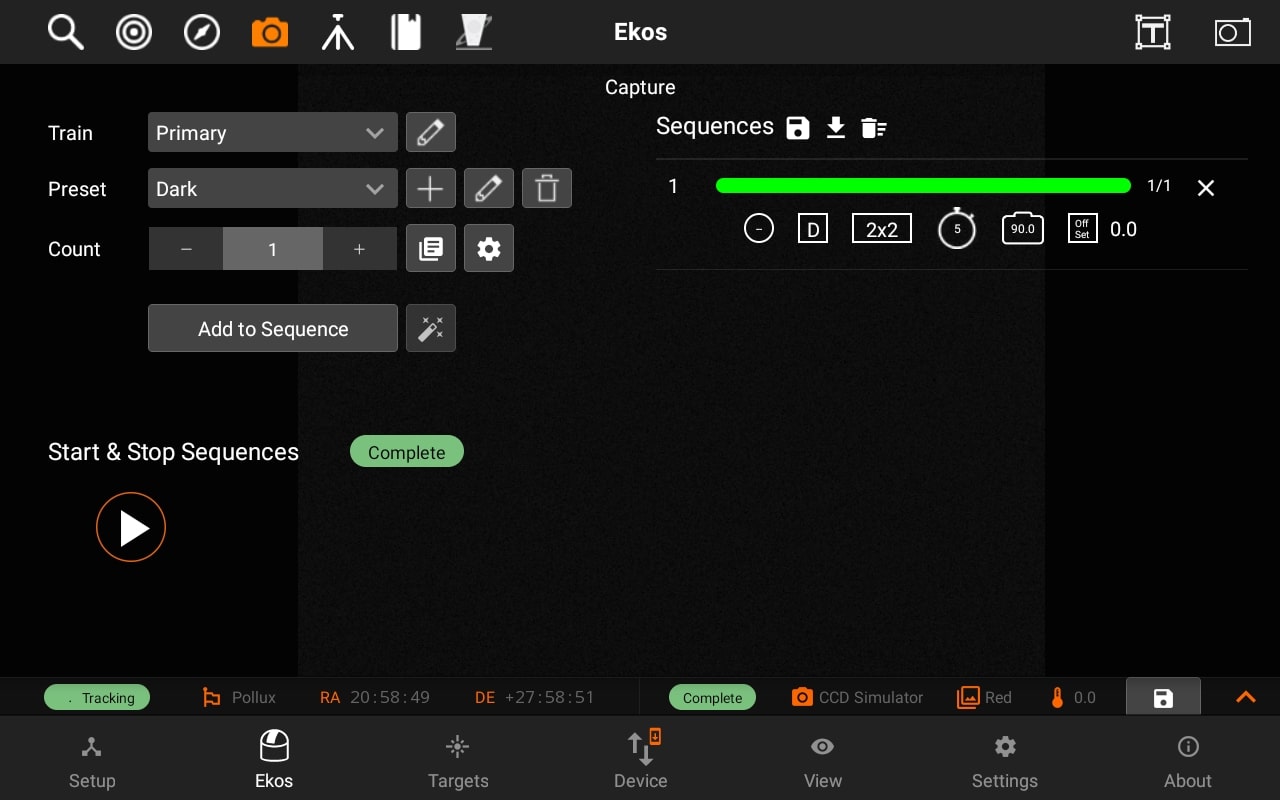 Ekos
Capture
Train
Primary
Preset
Dark
Count
− 1 +
Add to Sequence
Start & Stop Sequences
Complete
Sequences
1
1/1
-
D
2x2
5
90.0
Off
Set
0.0
Tracking
Pollux
RA 20:58:49
DE +27:58:51
Complete
CCD Simulator
Red
0.0
Setup
Ekos
Targets
Device
View
Settings
About